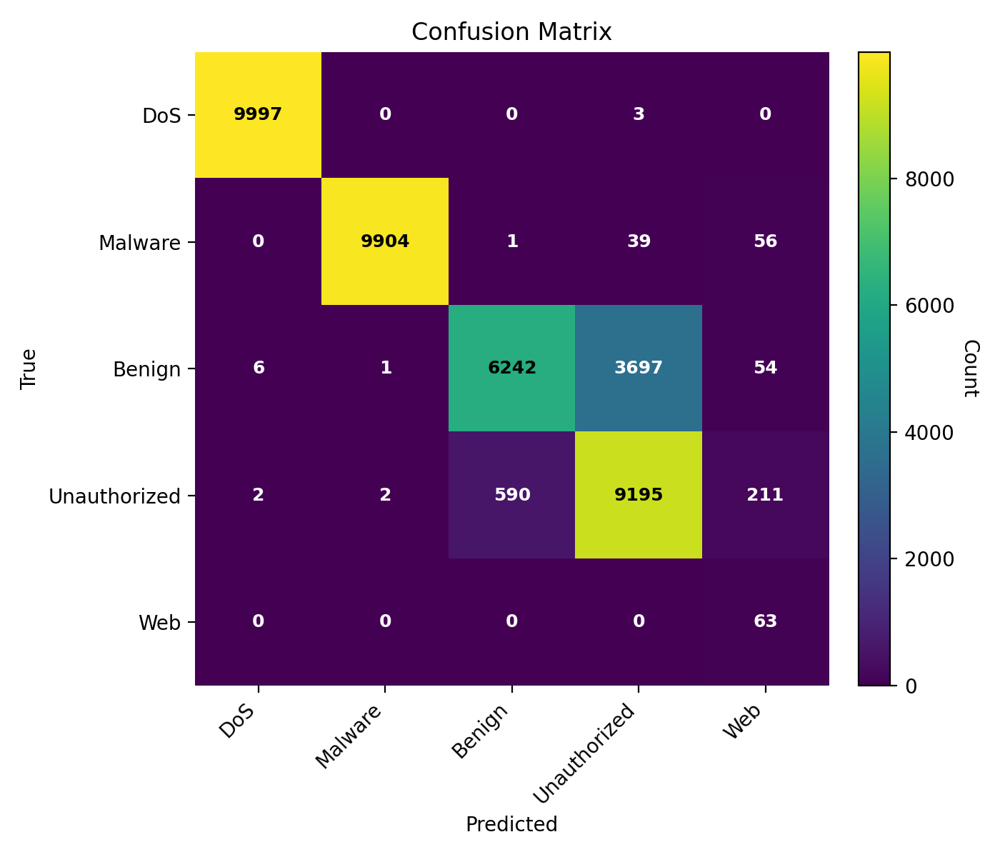 Confusion Matrix
DoS 9997 0 0 3 0
Malware 0 9904 1 39 56
Benign 6 1 6242 3697 54
Unauthorized 2 2 590 9195 211
Web 0 0 0 0 63
DoS Malware Benign Unauthorized Web
Predicted
True
8000
6000
4000
2000
0
Count